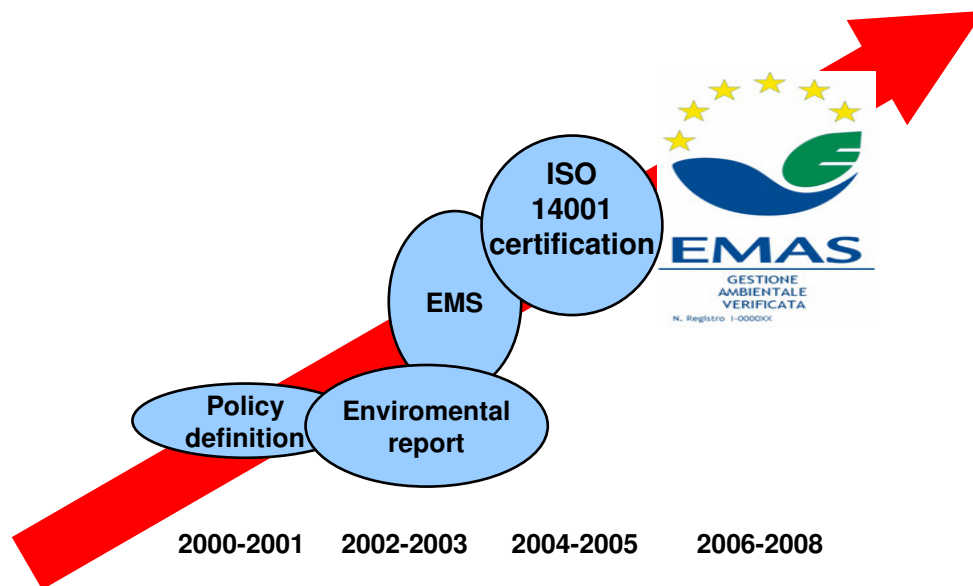 ISO
14001
certification
EMAS
GESTIONE
AMBIENTALE
VERIFICATA
N. Registro I-0000XX
EMS
Policy
definition
Enviromental
report
2000-2001 2002-2003 2004-2005 2006-2008